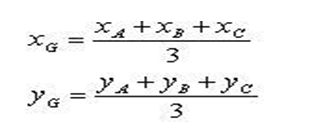 x_G = (x_A + x_B + x_C) / 3
y_G = (y_A + y_B + y_C) / 3